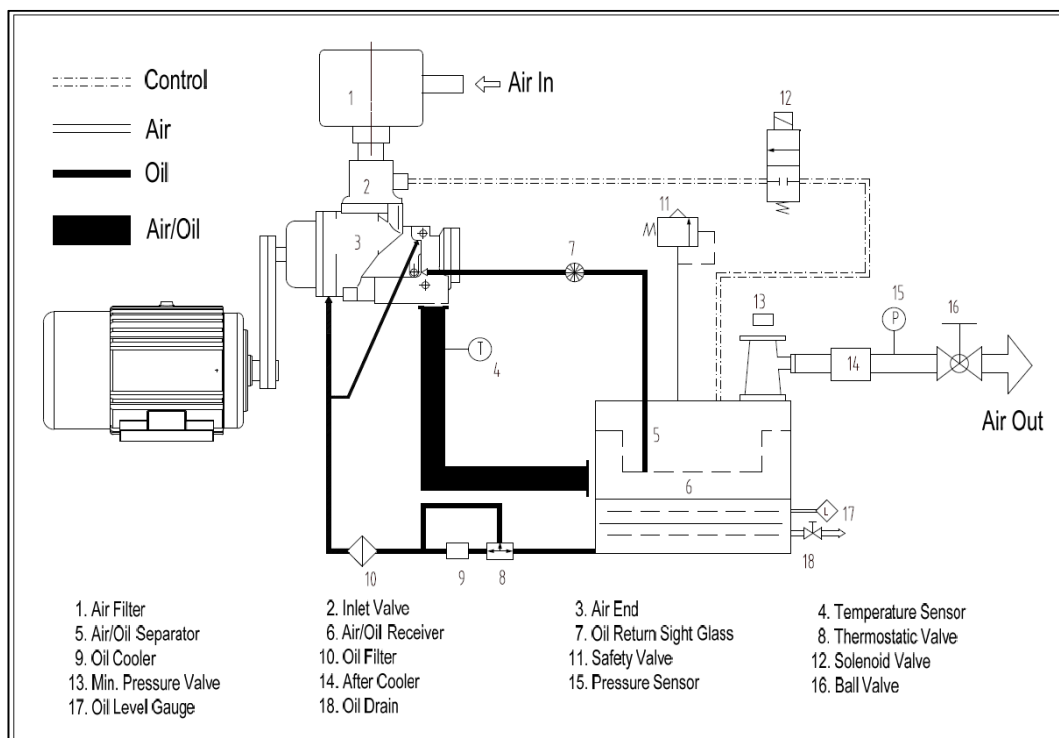 Control
Air
Oil
Air/Oil
1
Air In
12
2
11
3
7
13
15
16
T
4
P
14
Air Out
5
6
L
17
18
10
9
8
1. Air Filter
2. Inlet Valve
3. Air End
4. Temperature Sensor
5. Air/Oil Separator
6. Air/Oil Receiver
7. Oil Return Sight Glass
8. Thermostatic Valve
9. Oil Cooler
10. Oil Filter
11. Safety Valve
12. Solenoid Valve
13. Min. Pressure Valve
14. After Cooler
15. Pressure Sensor
16. Ball Valve
17. Oil Level Gauge
18. Oil Drain